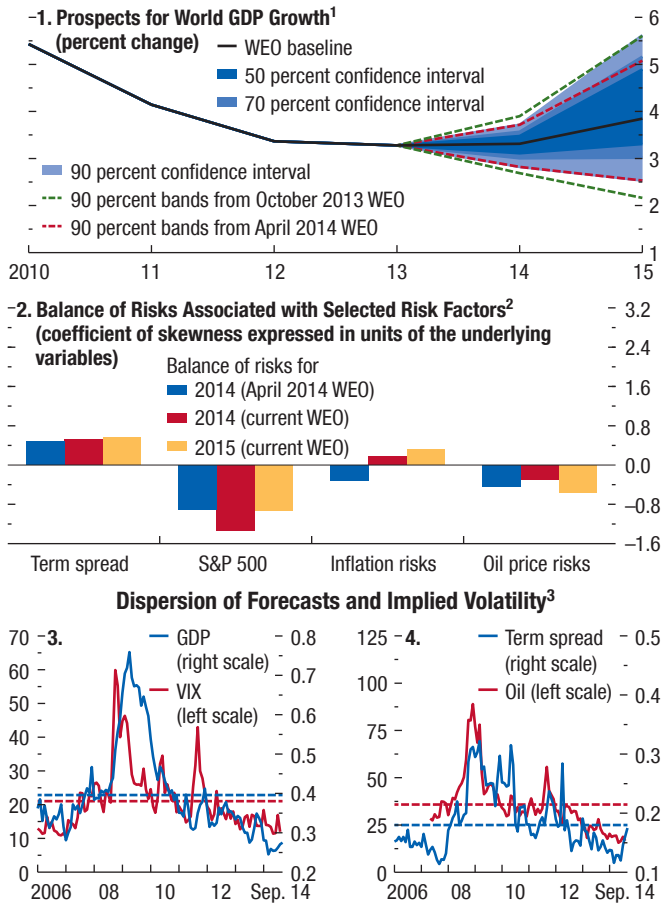 1. Prospects for World GDP Growth¹
(percent change)
WEO baseline
50 percent confidence interval
70 percent confidence interval
90 percent confidence interval
90 percent bands from October 2013 WEO
90 percent bands from April 2014 WEO
6
5
4
3
2
1
2010 11 12 13 14 15
2. Balance of Risks Associated with Selected Risk Factors²
(coefficient of skewness expressed in units of the underlying
variables)
Balance of risks for
2014 (April 2014 WEO)
2014 (current WEO)
2015 (current WEO)
3.2
2.4
1.6
0.8
0.0
–0.8
–1.6
Term spread S&P 500 Inflation risks Oil price risks
Dispersion of Forecasts and Implied Volatility³
3.
GDP
(right scale)
VIX
(left scale)
70
60
50
40
30
20
10
0
0.8
0.7
0.6
0.5
0.4
0.3
0.2
2006 08 10 12 Sep. 14
4.
Term spread
(right scale)
Oil (left scale)
125
100
75
50
25
0
0.5
0.4
0.3
0.2
0.1
2006 08 10 12 Sep. 14